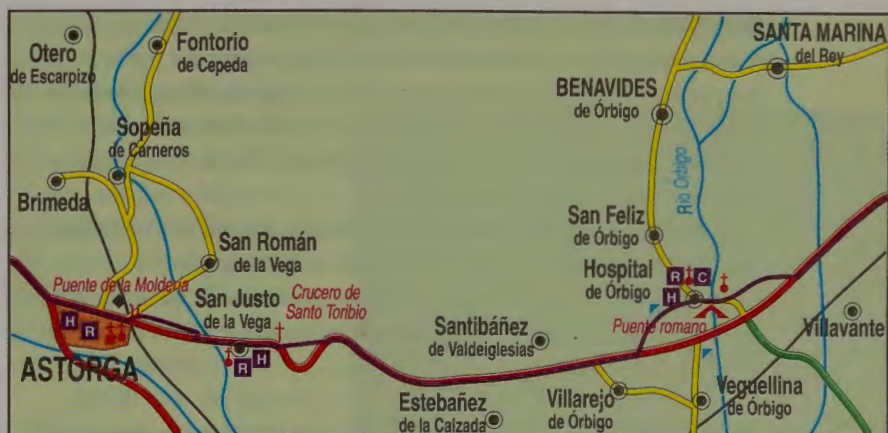 Otero
de Escarpizo
Fontorio
de Cepeda
SANTA MARINA
del Rey
BENAVIDES
de Órbigo
Sopeña
de Carneros
Río Orbigo
Brimeda
San Román
de la Vega
San Feliz
de Órbigo
Puente de la Molderia
San Justo
de la Vega
Crucero de
Santo Toribio
Hospital
de Órbigo
R
C
H
Puente romano
Santibáñez
de Valdeiglesias
Villavante
H
R
ASTORGA
R
H
Estebañez
de la Calzada
Villarejo
de Órbigo
Veguellina
de Órbigo